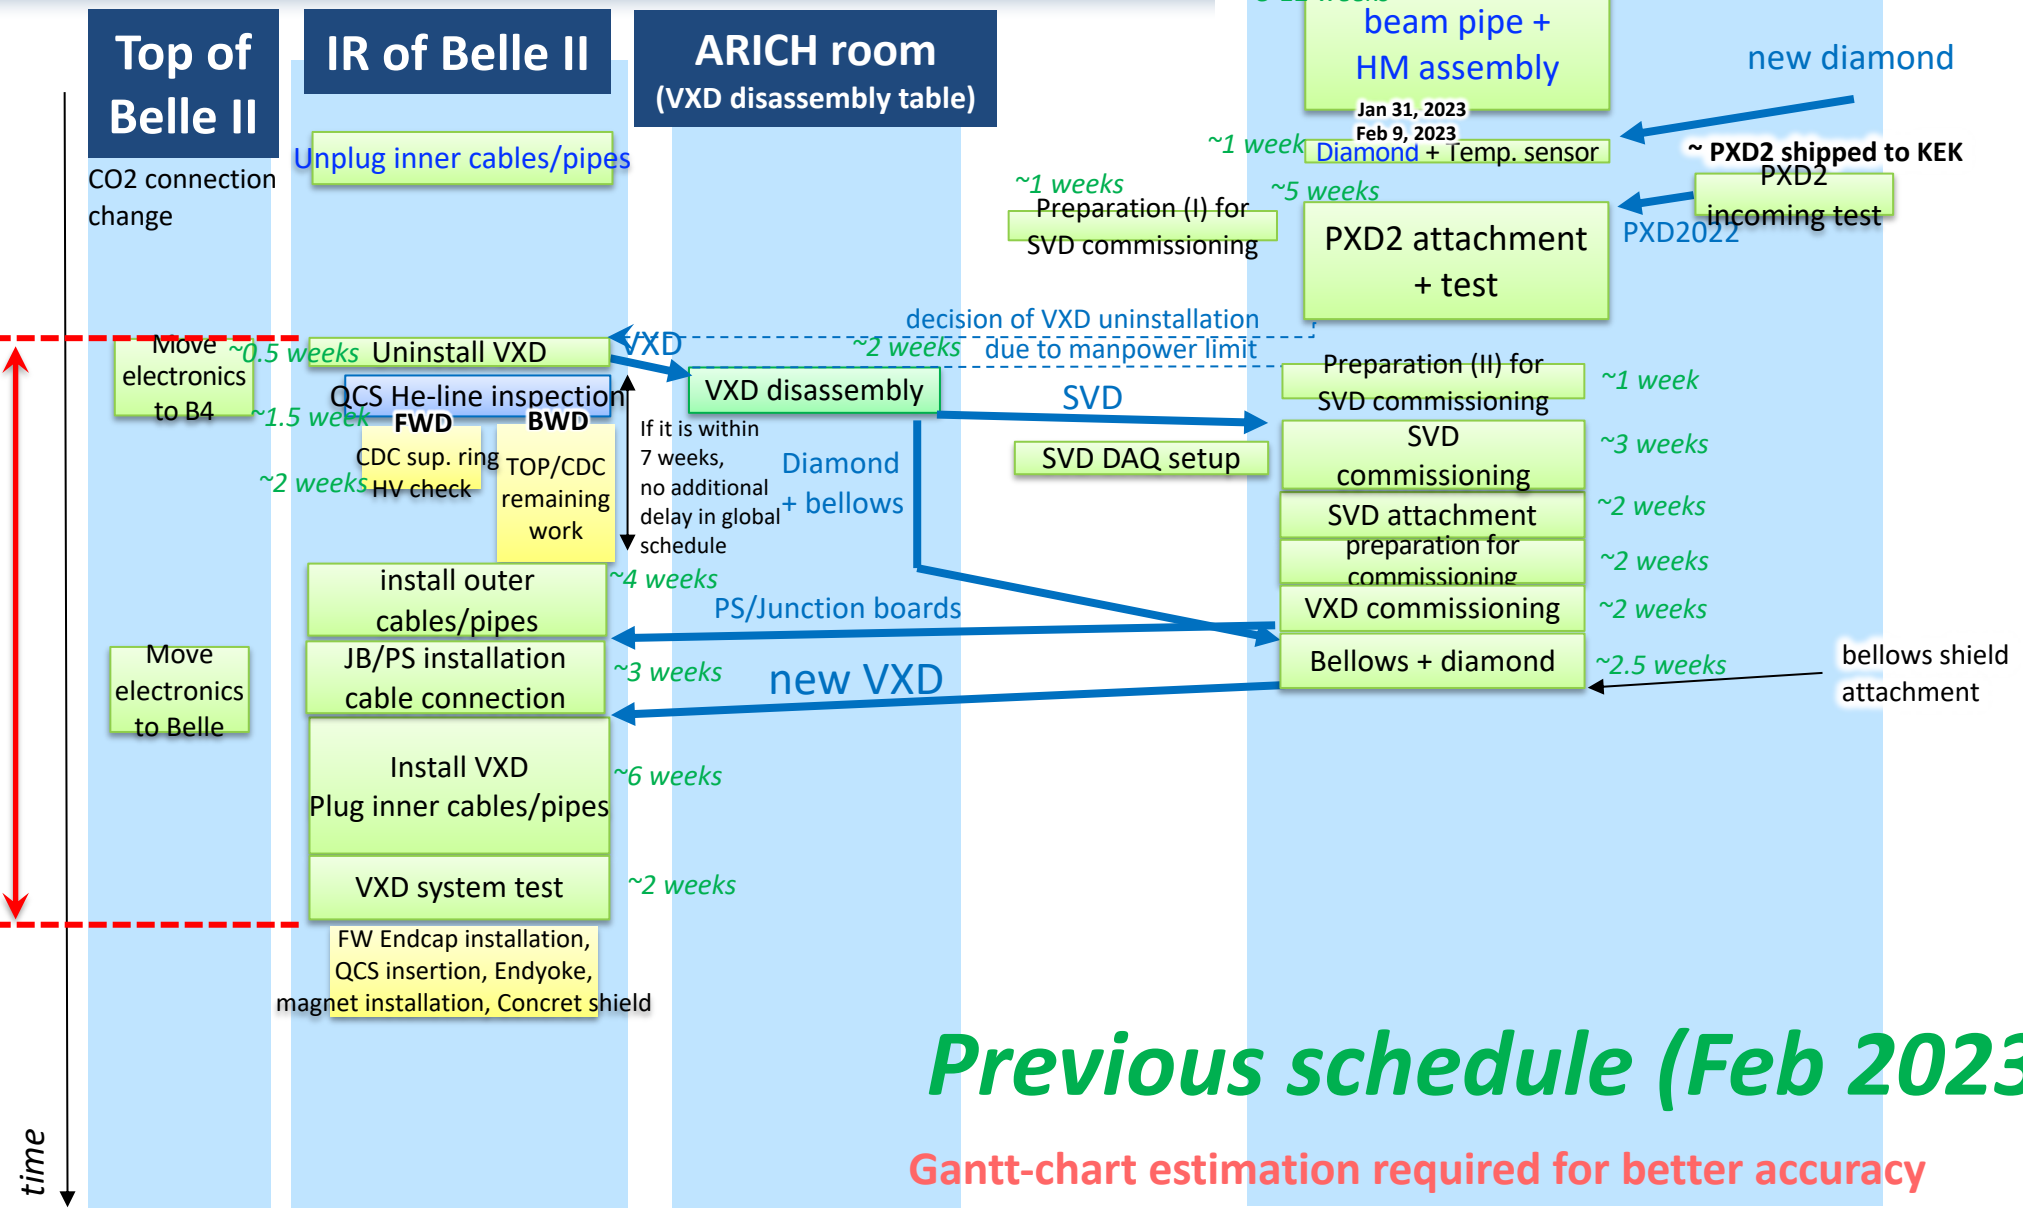 Top of
Belle II
CO2 connection
change
Move
electronics
to B4
Move
electronics
to Belle
time
IR of Belle II
Unplug inner cables/pipes
~0.5 weeks
Uninstall VXD
QCS He-line inspection
~1.5 week
FWD
BWD
CDC sup. ring
HV check
~2 weeks
TOP/CDC
remaining
work
If it is within
7 weeks,
no additional
delay in global
schedule
install outer
cables/pipes
~4 weeks
JB/PS installation
cable connection
~3 weeks
Install VXD
Plug inner cables/pipes
~6 weeks
VXD system test
~2 weeks
FW Endcap installation,
QCS insertion, Endyoke,
magnet installation, Concret shield
ARICH room
(VXD disassembly table)
VXD
~2 weeks
VXD disassembly
decision of VXD uninstallation
due to manpower limit
SVD
Diamond
+ bellows
PS/Junction boards
new VXD
~1 weeks
Preparation (I) for
SVD commissioning
SVD DAQ setup
beam pipe +
HM assembly
Jan 31, 2023
Feb 9, 2023
~1 week
Diamond + Temp. sensor
new diamond
~ PXD2 shipped to KEK
PXD2
incoming test
PXD2022
~5 weeks
PXD2 attachment
+ test
Preparation (II) for
SVD commissioning
~1 week
SVD
commissioning
~3 weeks
SVD attachment
~2 weeks
preparation for
commissioning
~2 weeks
VXD commissioning
~2 weeks
Bellows + diamond
~2.5 weeks
bellows shield
attachment
Previous schedule (Feb 2023
Gantt-chart estimation required for better accuracy